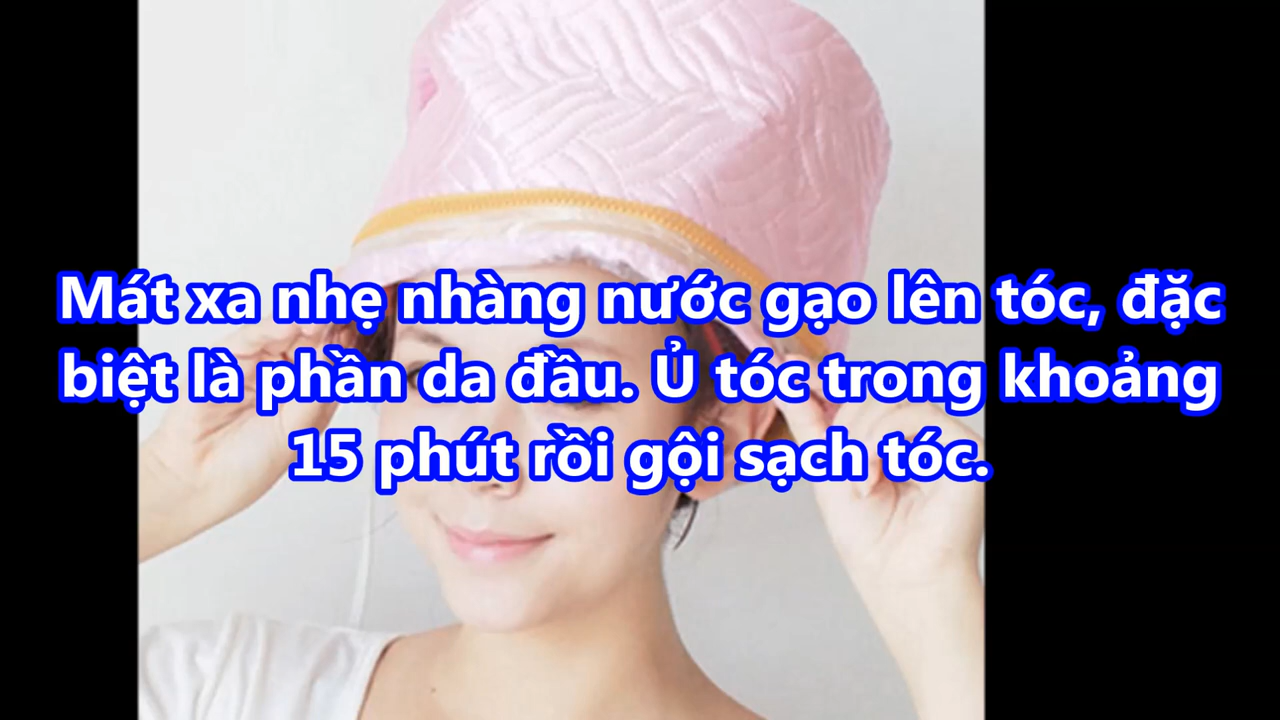 Mát xa nhẹ nhàng nước gạo lên tóc, đặc
biệt là phần da đầu. Ủ tóc trong khoảng
15 phút rồi gội sạch tóc.